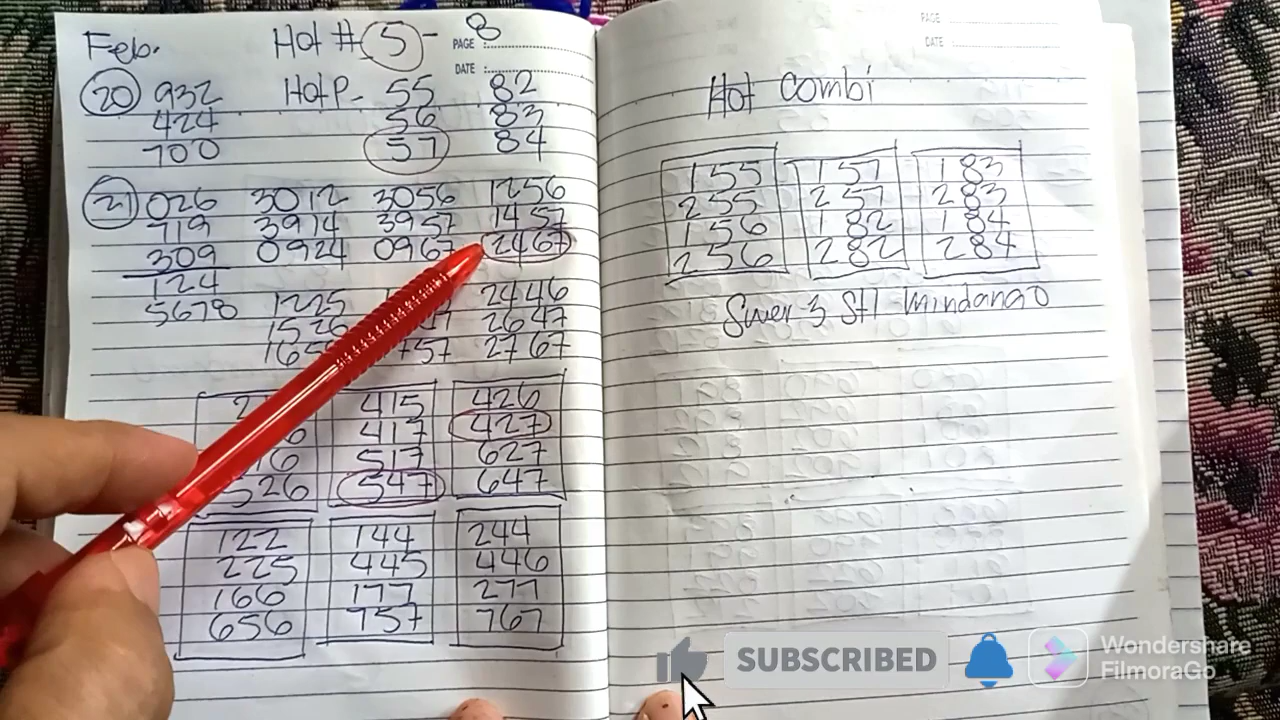 PAGE
DATE
Feb. Hot # 5 - 8
PAGE
DATE
20 932 Hot P- 55 82
424 56 83
700 57 84
21 026 3012 3056 1256
719 3914 3957 1457
309 0924 0967 2467
124
5678 1225 2446
1526 2647
757 2767
415 426
417 427
517 627
526 547 647
122 144 244
225 445 446
166 177 277
656 757 767
Hot Combi
155 157 183
255 257 283
156 182 184
256 282 284
Swer-3 Stl Mindanao
SUBSCRIBED
Wondershare
FilmoraGo